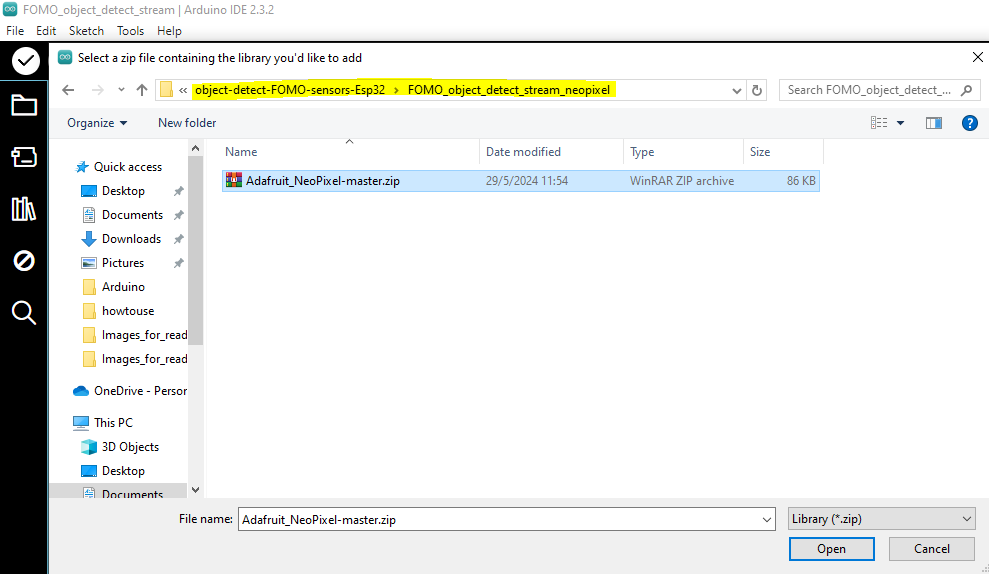 FOMO_object_detect_stream | Arduino IDE 2.3.2
File Edit Sketch Tools Help
Select a zip file containing the library you'd like to add
« object-detect-FOMO-sensors-Esp32 › FOMO_object_detect_stream_neopixel
Search FOMO_object_detect_...
Organize New folder
Name Date modified Type Size
Adafruit_NeoPixel-master.zip 29/5/2024 11:54 WinRAR ZIP archive 86 KB
Quick access
Desktop
Documents
Downloads
Pictures
Arduino
howtouse
Images_for_read
Images_for_read
OneDrive - Persor
This PC
3D Objects
Desktop
Documents
File name: Adafruit_NeoPixel-master.zip Library (*.zip)
Open Cancel